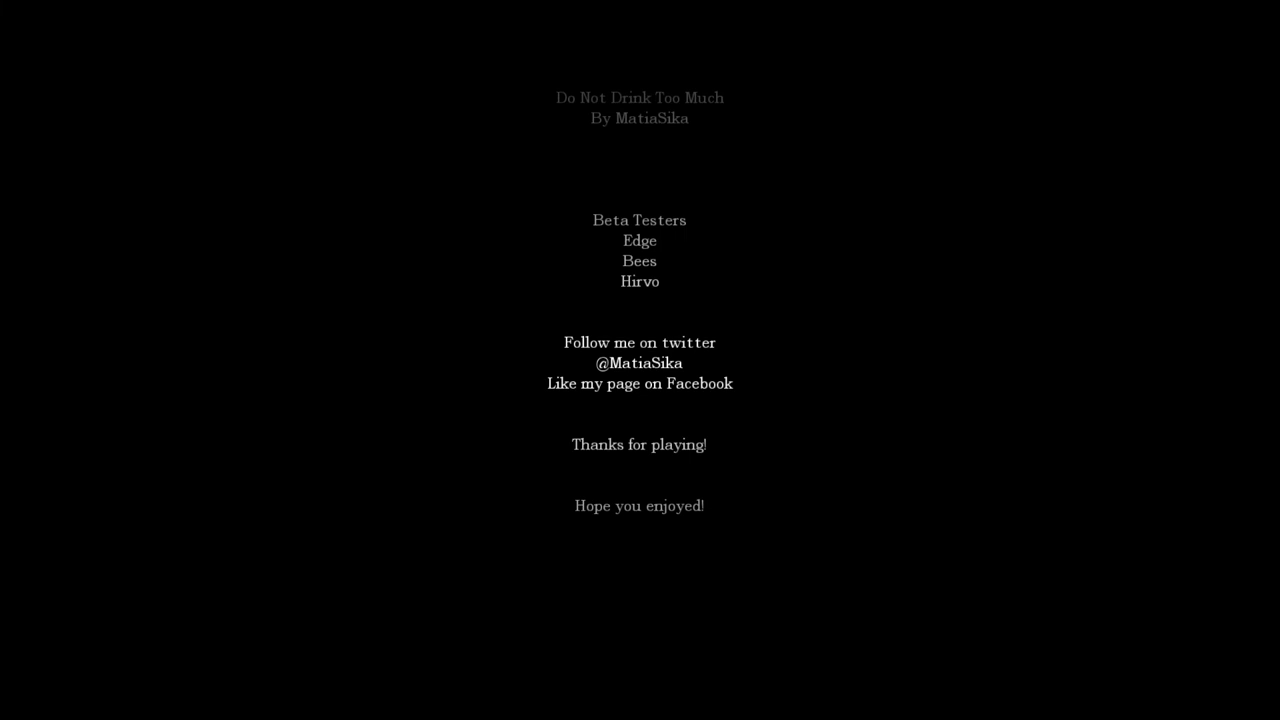 Do Not Drink Too Much
By MatiaSika
Beta Testers
Edge
Bees
Hirvo
Follow me on twitter
@MatiaSika
Like my page on Facebook
Thanks for playing!
Hope you enjoyed!